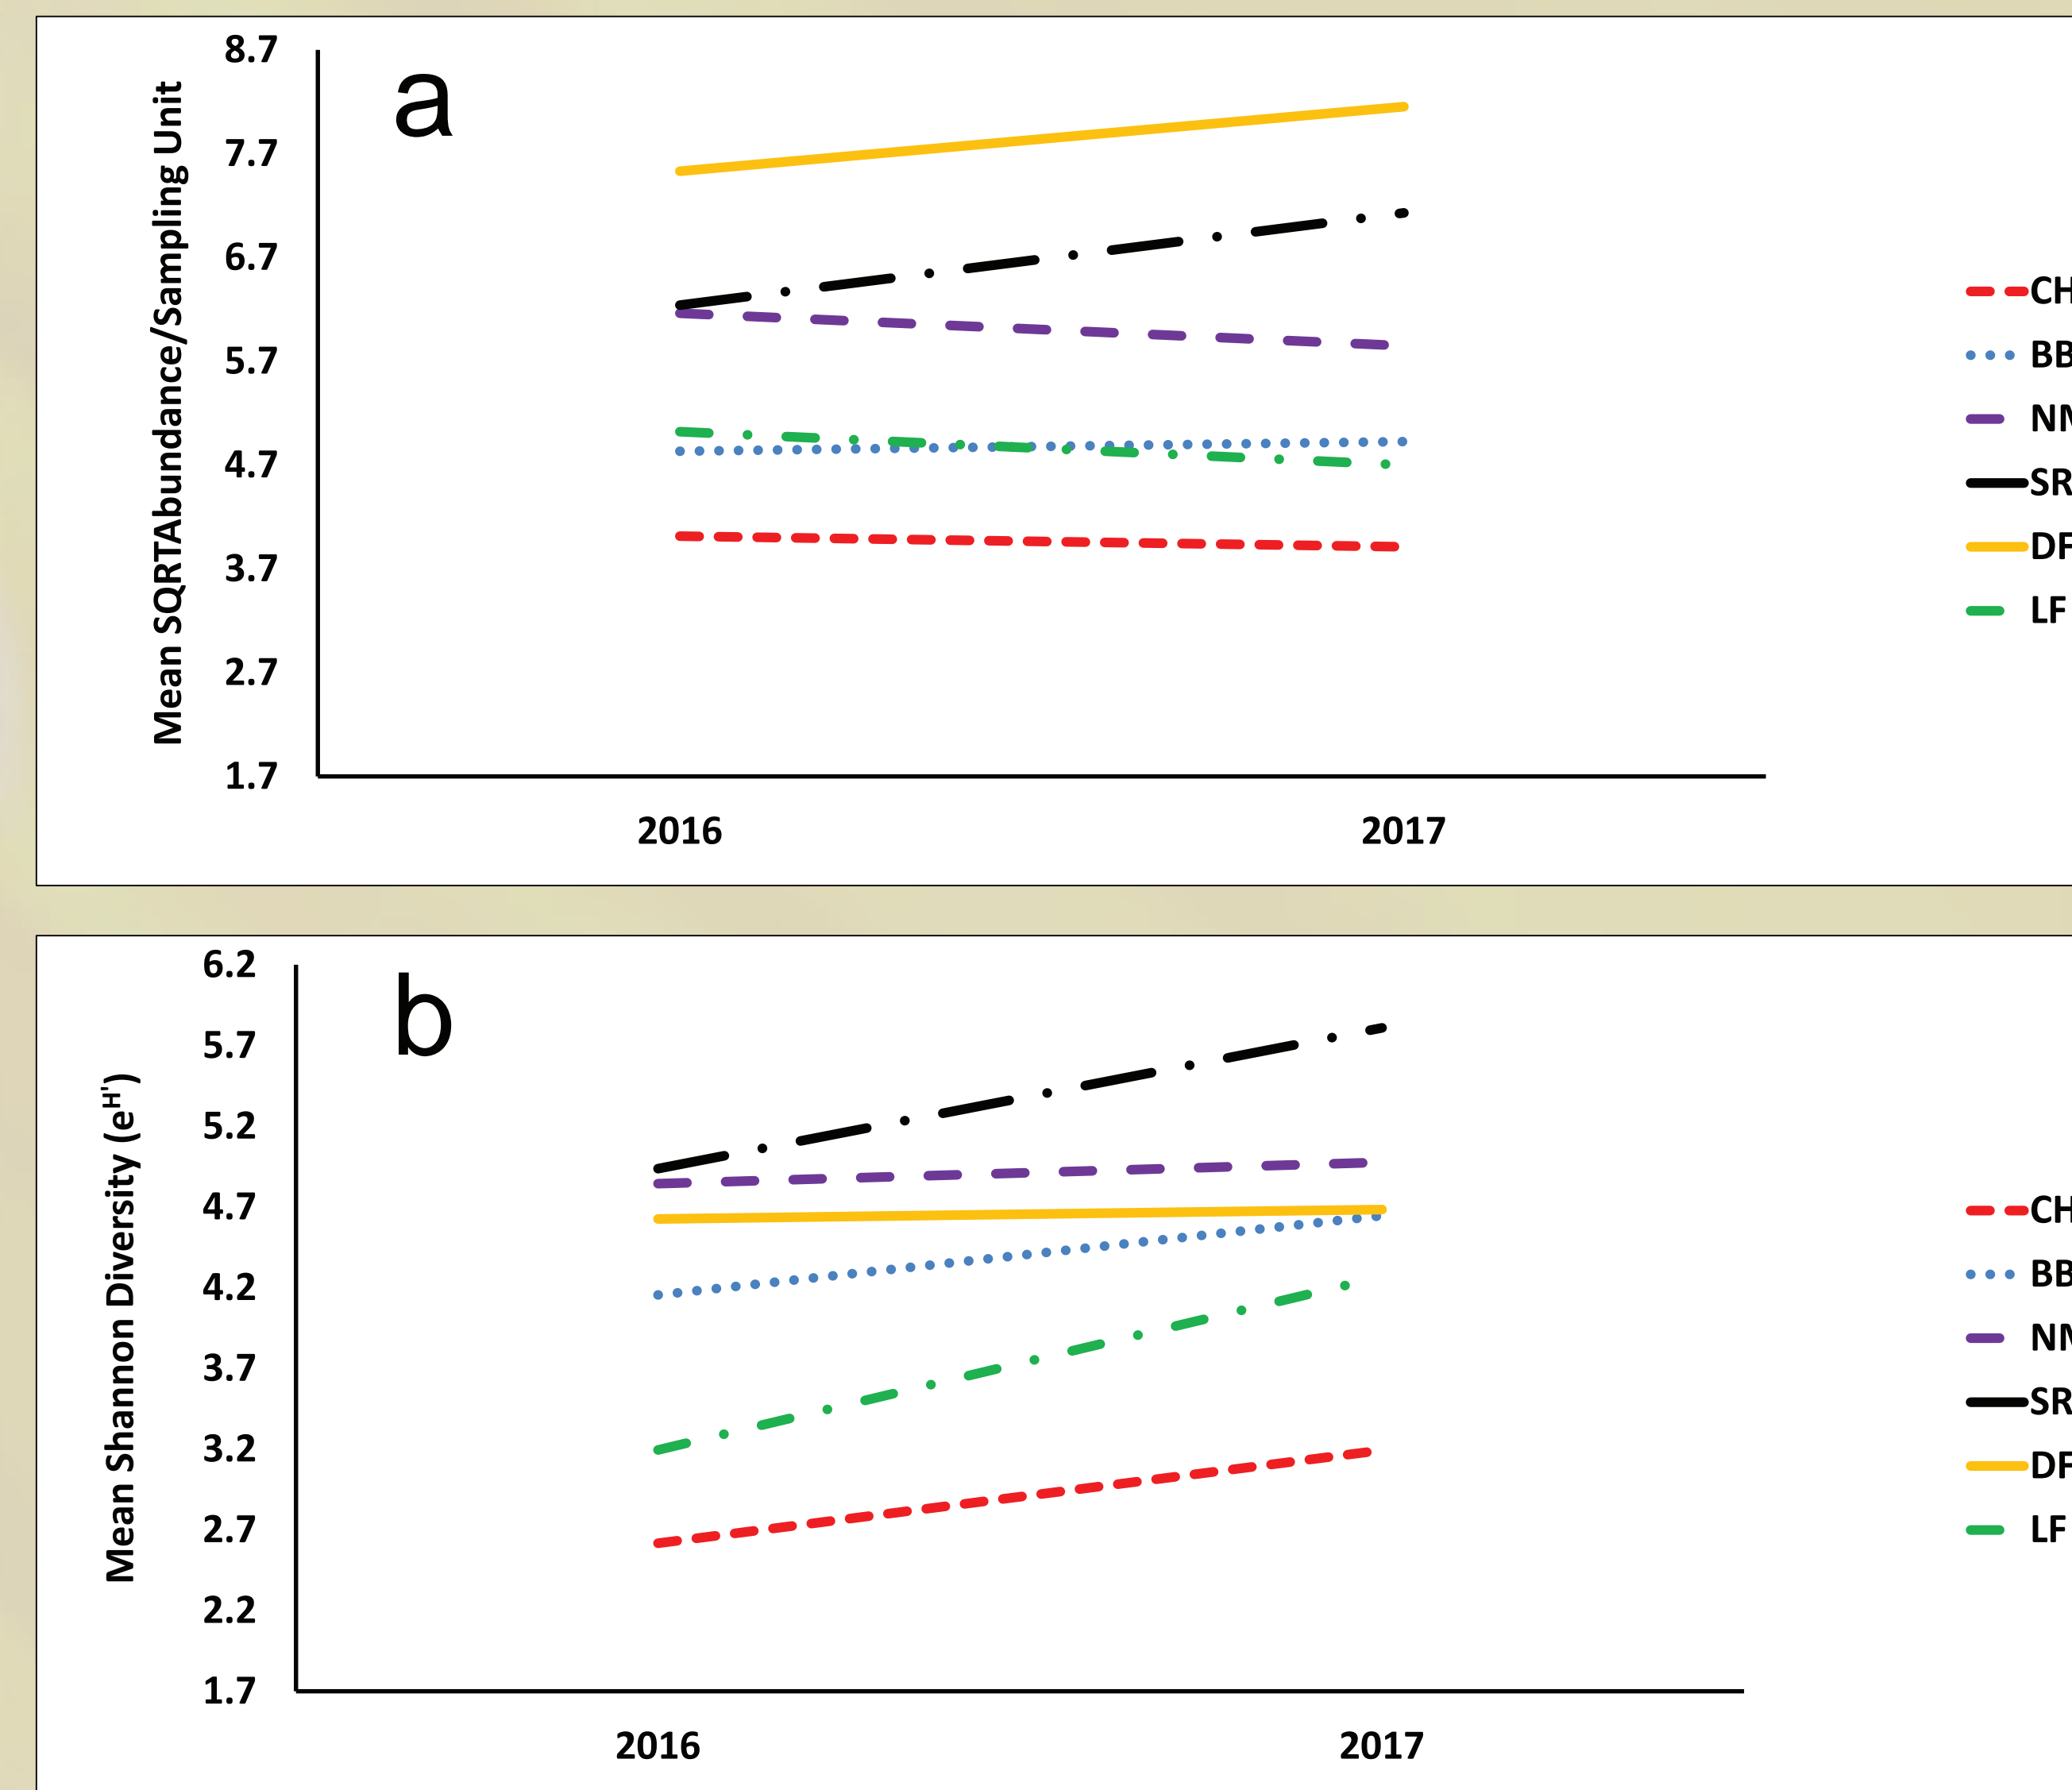 a
Mean SQRTAbundance/Sampling Unit
8.7
7.7
6.7
5.7
4.7
3.7
2.7
1.7
2016
2017
CH
BB
SR
DF
LF
b
Mean Shannon Diversity (eH')
6.2
5.7
5.2
4.7
4.2
3.7
3.2
2.7
2.2
1.7
2016
2017
CH
BB
SR
DF
LF